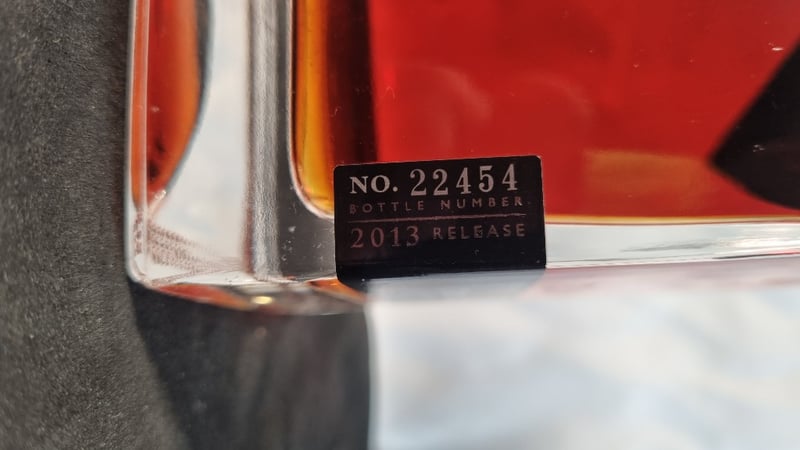 NO. 22454
BOTTLE NUMBER
2013 RELEASE